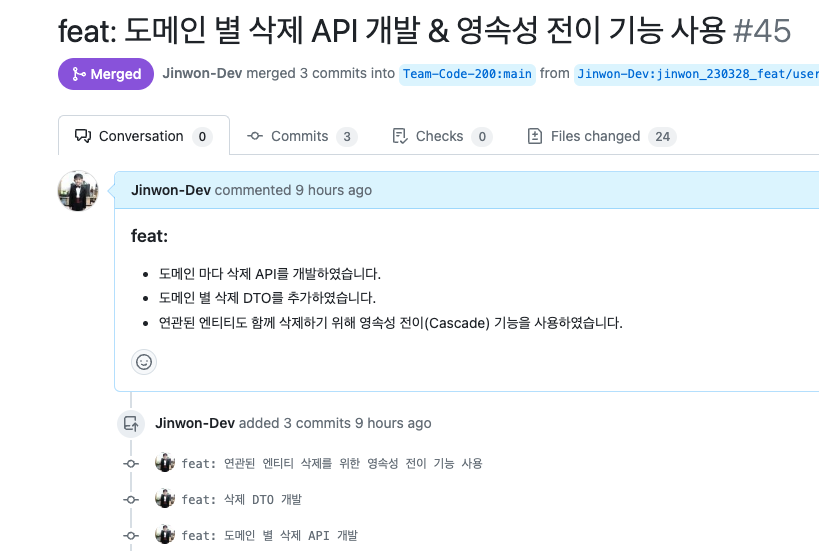 feat: 도메인 별 삭제 API 개발 & 영속성 전이 기능 사용 #45
Merged Jinwon-Dev merged 3 commits into Team-Code-200:main from Jinwon-Dev:jinwon_230328_feat/user
Conversation 0 Commits 3 Checks 0 Files changed 24
Jinwon-Dev commented 9 hours ago
feat:
도메인 마다 삭제 API를 개발하였습니다.
도메인 별 삭제 DTO를 추가하였습니다.
연관된 엔티티도 함께 삭제하기 위해 영속성 전이(Cascade) 기능을 사용하였습니다.
Jinwon-Dev added 3 commits 9 hours ago
feat: 연관된 엔티티 삭제를 위한 영속성 전이 기능 사용
feat: 삭제 DTO 개발
feat: 도메인 별 삭제 API 개발